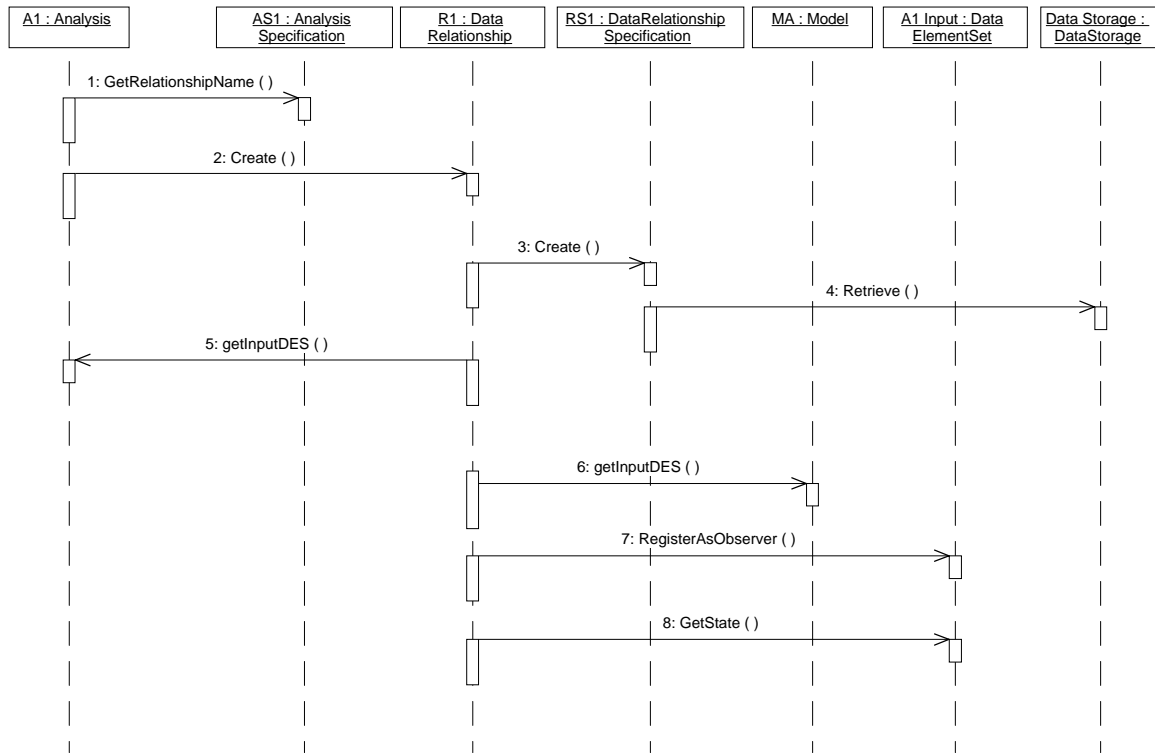 A1 : Analysis
AS1 : Analysis
Specification
R1 : Data
Relationship
RS1 : DataRelationship
Specification
MA : Model
A1 Input : Data
ElementSet
Data Storage :
DataStorage
1: GetRelationshipName ( )
2: Create ( )
3: Create ( )
4: Retrieve ( )
5: getInputDES ( )
6: getInputDES ( )
7: RegisterAsObserver ( )
8: GetState ( )